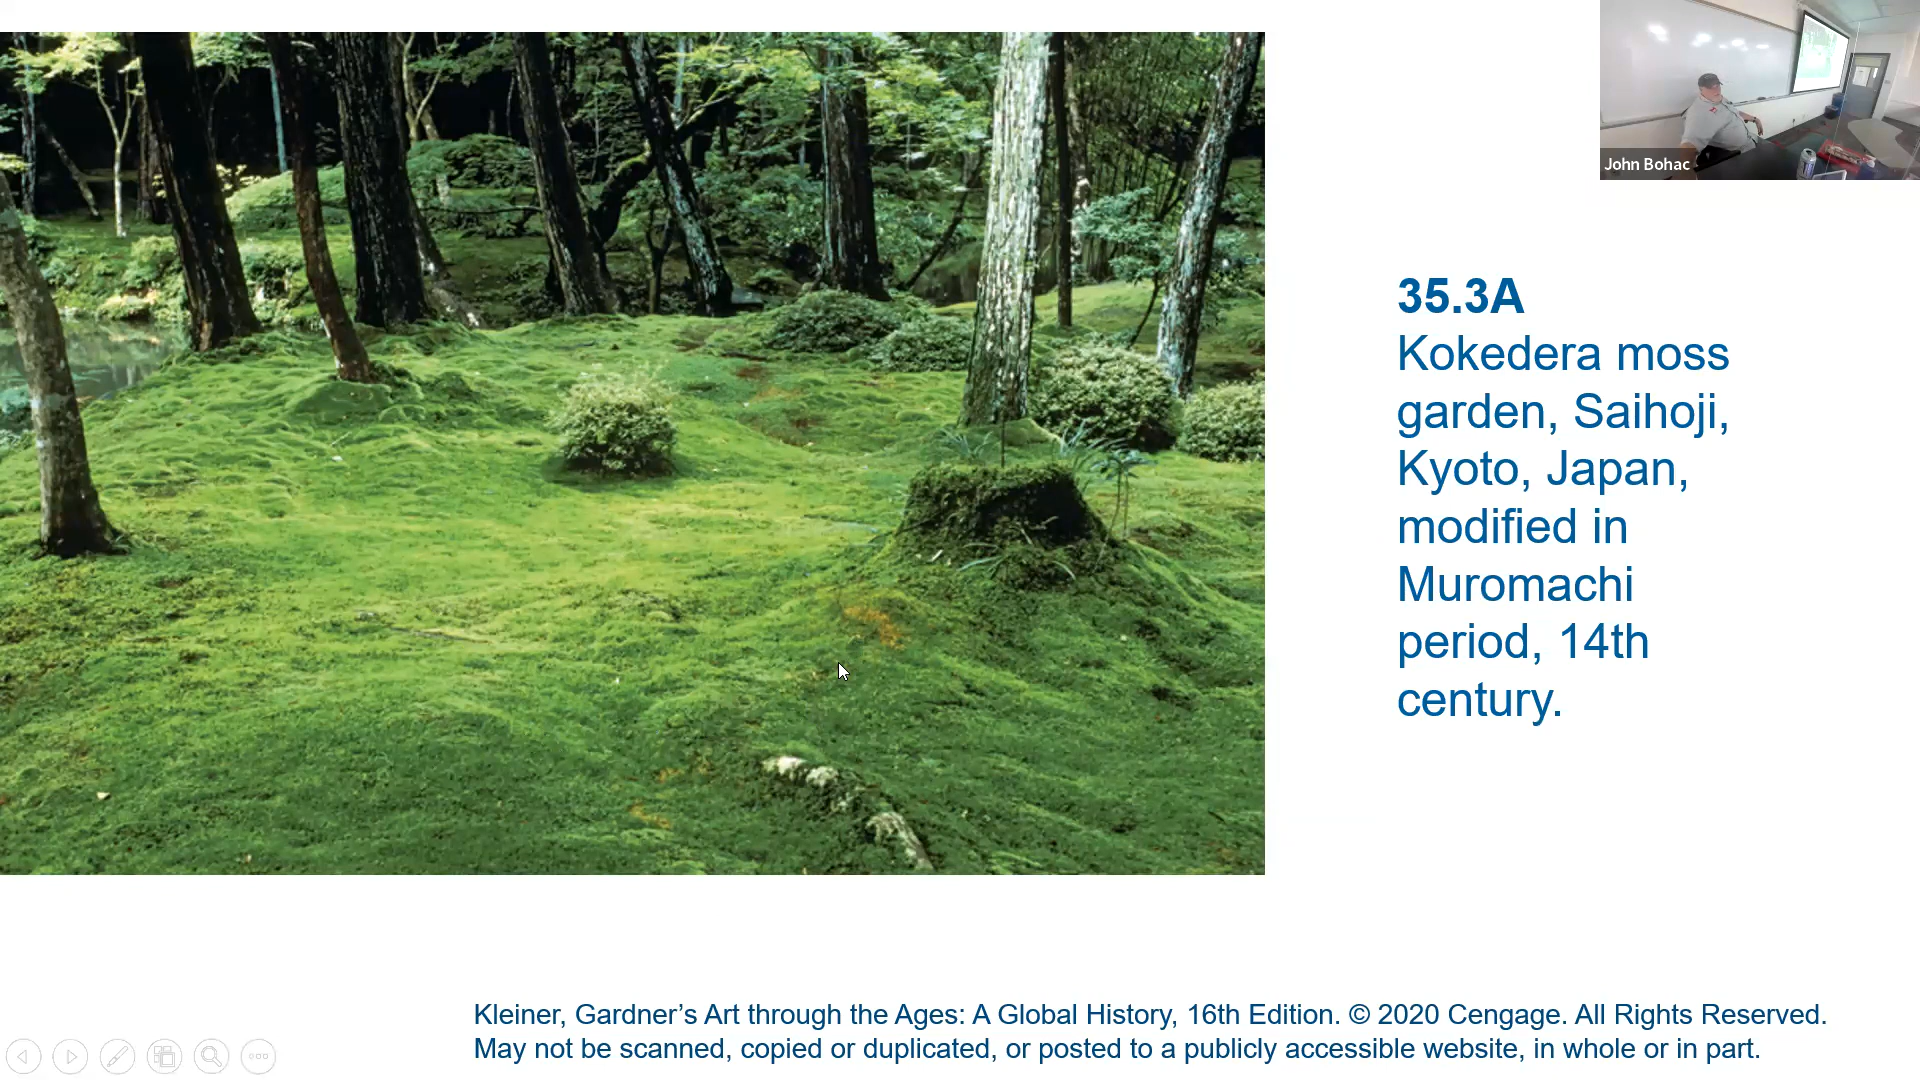 John Bohac
35.3A
Kokedera moss
garden, Saihoji,
Kyoto, Japan,
modified in
Muromachi
period, 14th
century.
Kleiner, Gardner’s Art through the Ages: A Global History, 16th Edition. © 2020 Cengage. All Rights Reserved.
May not be scanned, copied or duplicated, or posted to a publicly accessible website, in whole or in part.